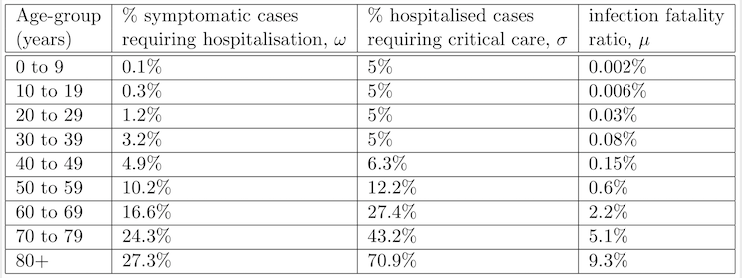 Age-group % symptomatic cases % hospitalised cases infection fatality
(years) requiring hospitalisation, ω requiring critical care, σ ratio, μ
0 to 9 0.1% 5% 0.002%
10 to 19 0.3% 5% 0.006%
20 to 29 1.2% 5% 0.03%
30 to 39 3.2% 5% 0.08%
40 to 49 4.9% 6.3% 0.15%
50 to 59 10.2% 12.2% 0.6%
60 to 69 16.6% 27.4% 2.2%
70 to 79 24.3% 43.2% 5.1%
80+ 27.3% 70.9% 9.3%